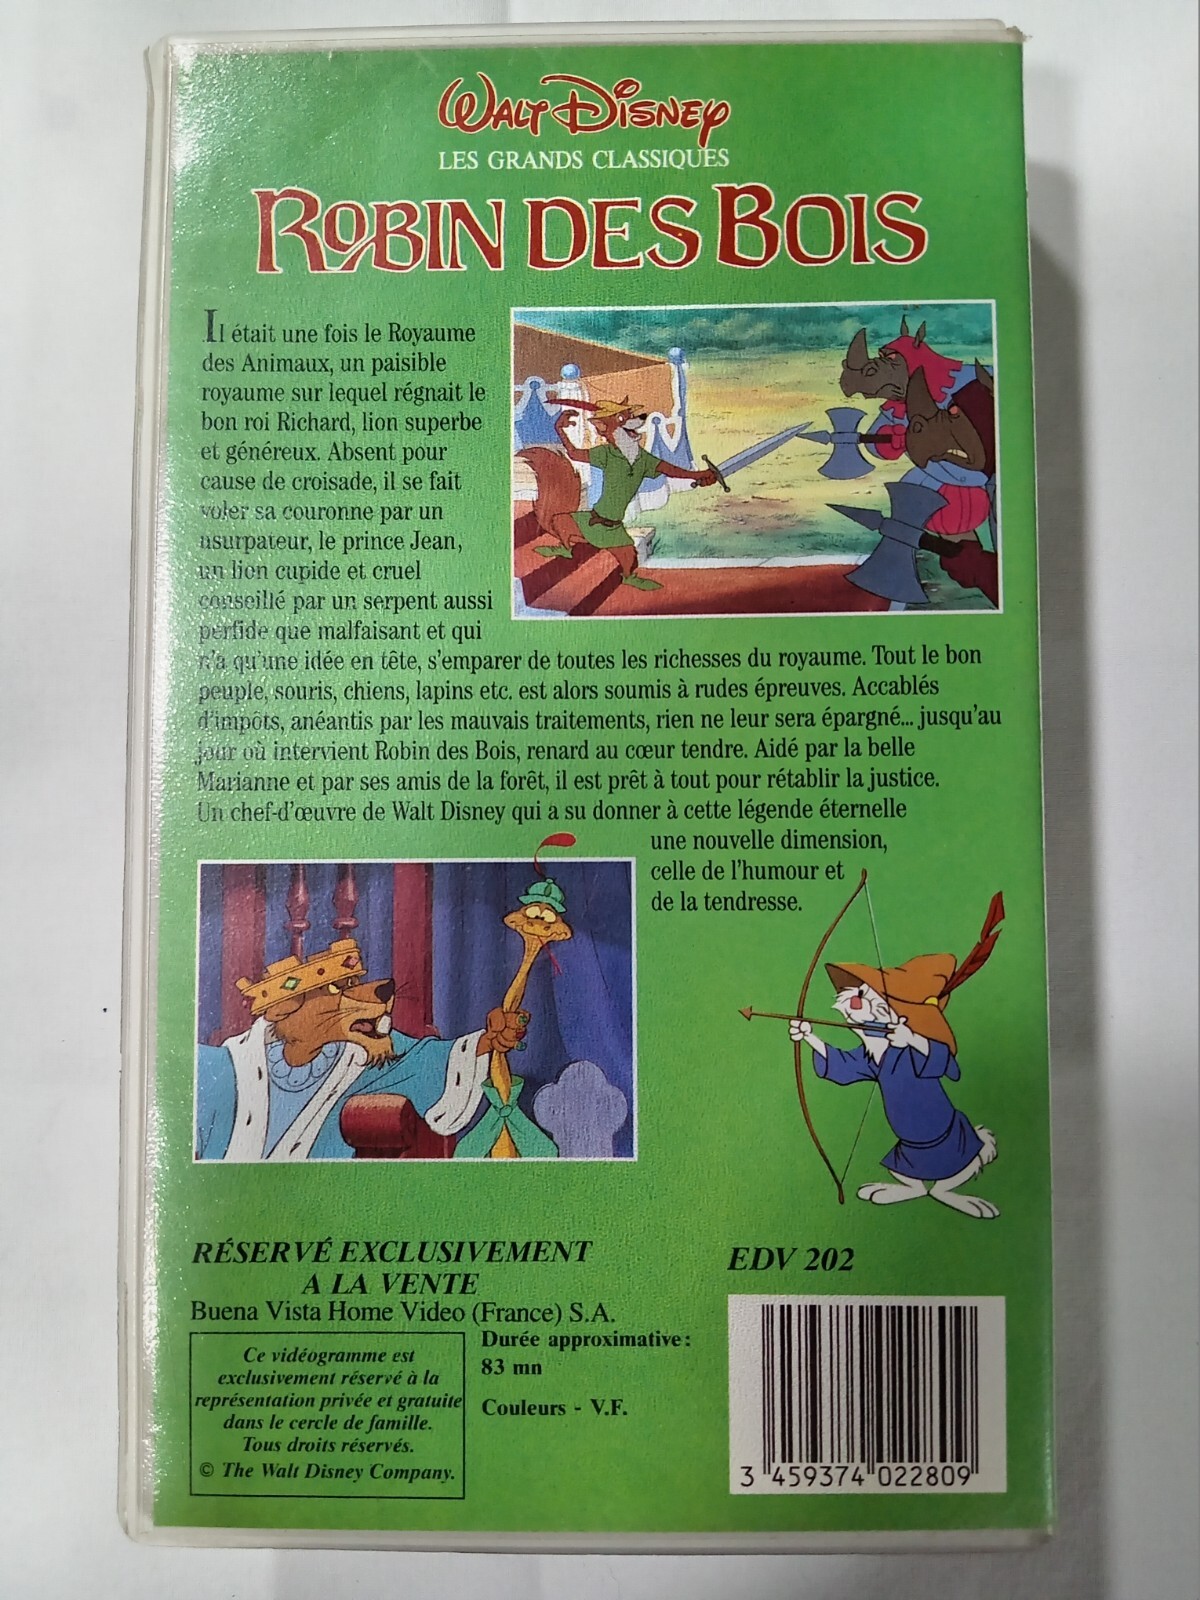 WALT DISNEY
LES GRANDS CLASSIQUES
ROBIN DES BOIS
Il était une fois le Royaume
des Animaux, un paisible
royaume sur lequel régnait le
bon roi Richard, lion superbe
et généreux. Absent pour
cause de croisade, il se fait
voler sa couronne par un
usurpateur, le prince Jean,
un lion cupide et cruel
conseillé par un serpent aussi
perfide que malfaisant et qui
n'a qu'une idée en tête, s'emparer de toutes les richesses du royaume. Tout le bon
peuple, souris, chiens, lapins etc. est alors soumis à rudes épreuves. Accablés
d'impôts, anéantis par les mauvais traitements, rien ne leur sera épargné... jusqu'au
jour où intervient Robin des Bois, renard au cœur tendre. Aidé par la belle
Marianne et par ses amis de la forêt, il est prêt à tout pour rétablir la justice.
Un chef-d'œuvre de Walt Disney qui a su donner à cette légende éternelle
une nouvelle dimension,
celle de l'humour et
de la tendresse.
RÉSERVÉ EXCLUSIVEMENT
A LA VENTE
Buena Vista Home Video (France) S.A.
Ce vidéogramme est
exclusivement réservé à la
représentation privée et gratuite
dans le cercle de famille.
Tous droits réservés.
© The Walt Disney Company.
Durée approximative :
83 mn
Couleurs - V.F.
EDV 202
3 459374 022809